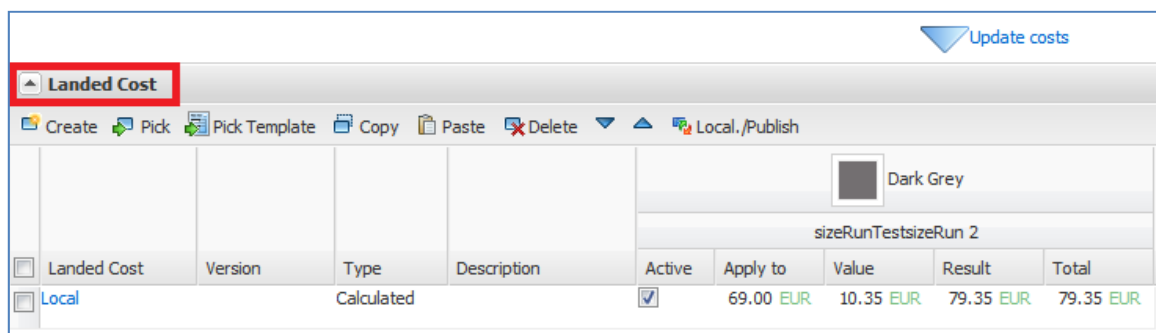 Update costs
Landed Cost
Create Pick Pick Template Copy Paste Delete Local./Publish
Dark Grey
sizeRunTestsizeRun 2
Landed Cost Version Type Description Active Apply to Value Result Total
Local Calculated 69.00 EUR 10.35 EUR 79.35 EUR 79.35 EUR